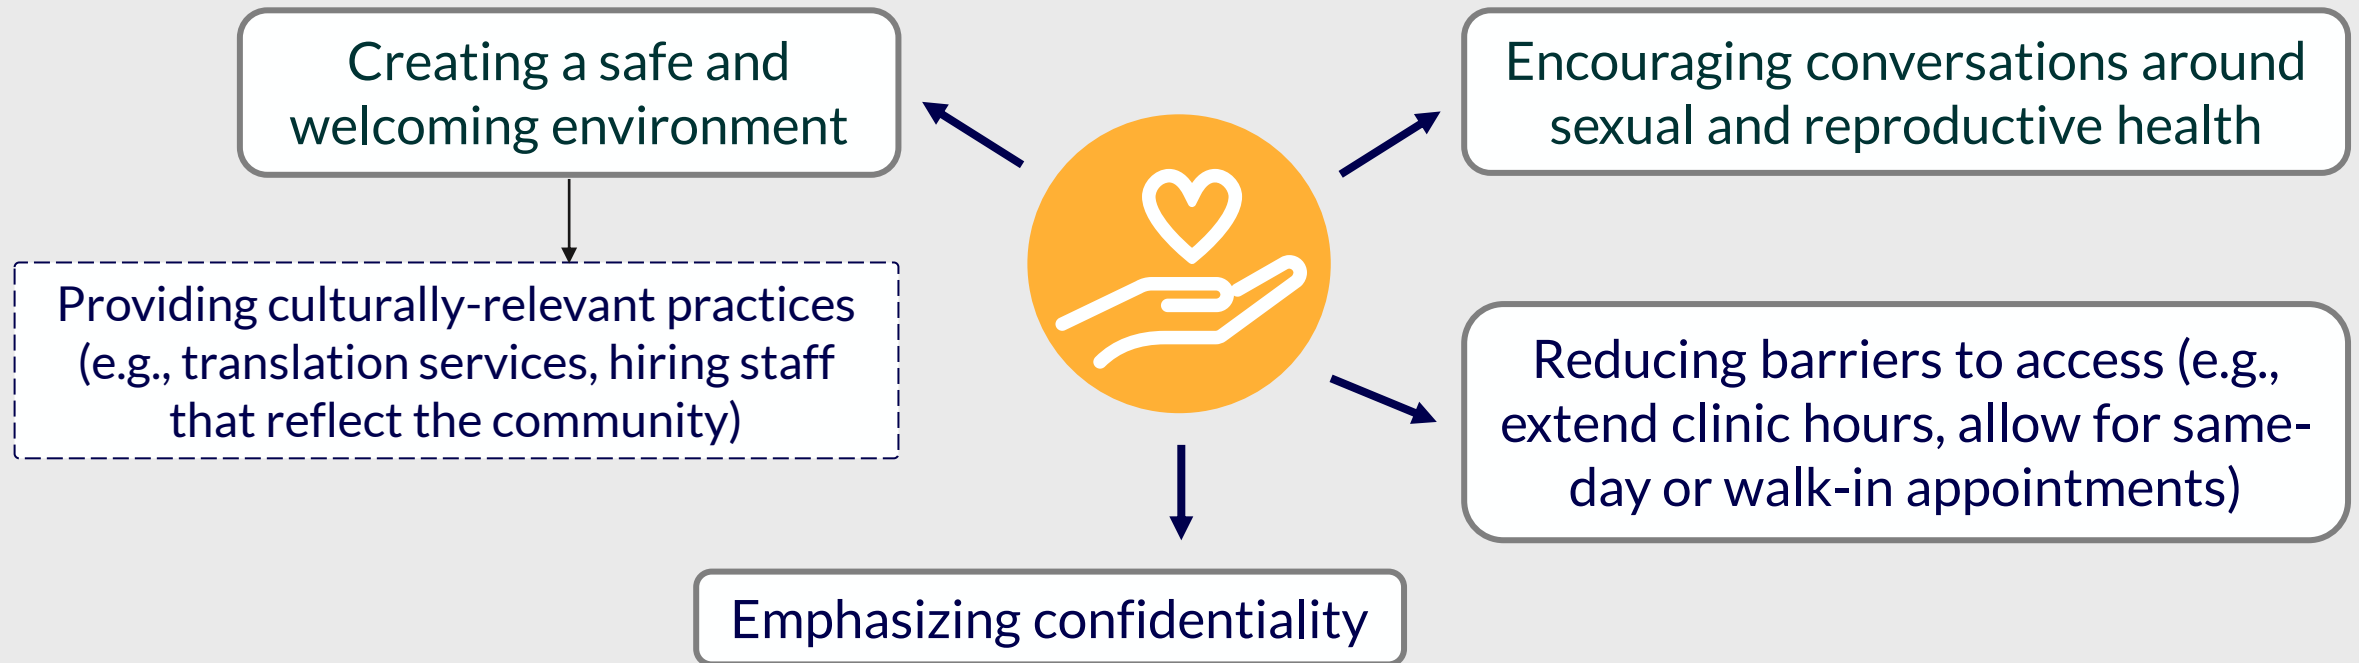 Creating a safe and
welcoming environment
Providing culturally-relevant practices
(e.g., translation services, hiring staff
that reflect the community)
Encouraging conversations around
sexual and reproductive health
Reducing barriers to access (e.g.,
extend clinic hours, allow for same-
day or walk-in appointments)
Emphasizing confidentiality